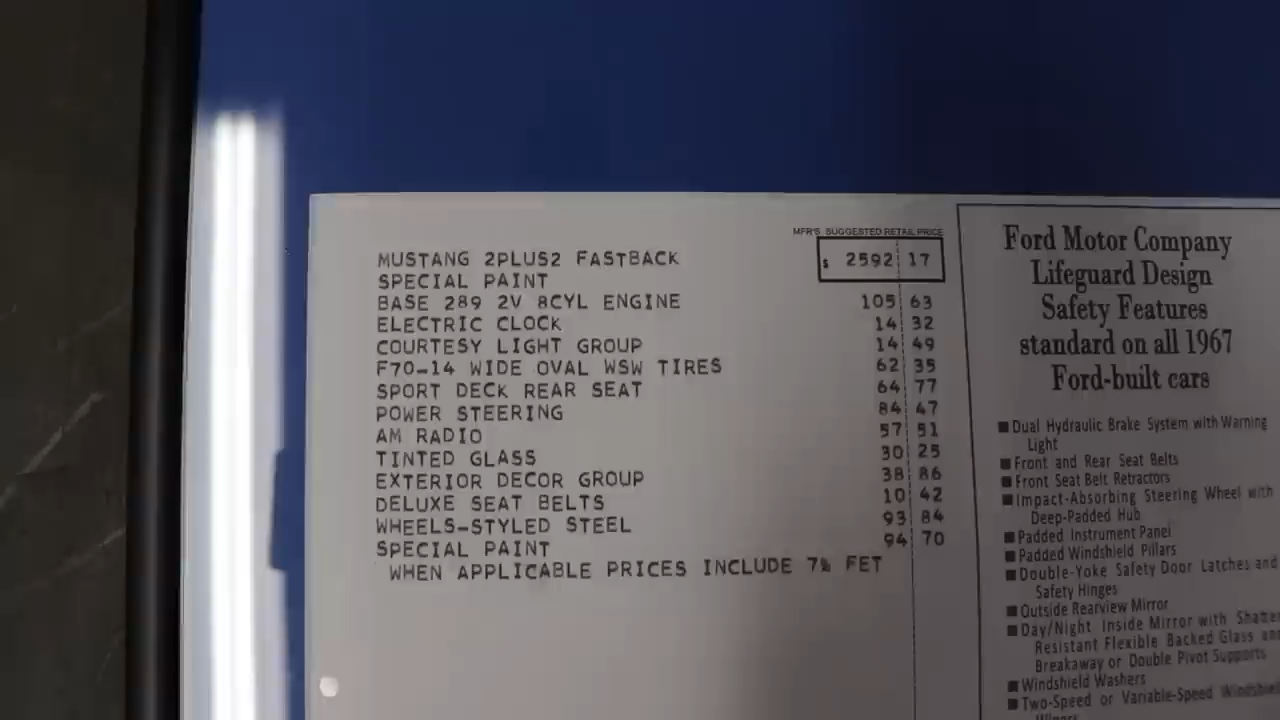 MFR'S. SUGGESTED RETAIL PRICE
MUSTANG 2PLUS2 FASTBACK $ 2592 17
SPECIAL PAINT
BASE 289 2V 8CYL ENGINE 105 63
ELECTRIC CLOCK 14 32
COURTESY LIGHT GROUP 14 49
F70-14 WIDE OVAL WSW TIRES 62 35
SPORT DECK REAR SEAT 64 77
POWER STEERING 84 47
AM RADIO 57 51
TINTED GLASS 30 25
EXTERIOR DECOR GROUP 38 86
DELUXE SEAT BELTS 10 42
WHEELS-STYLED STEEL 93 84
SPECIAL PAINT 94 70
WHEN APPLICABLE PRICES INCLUDE 7% FET
Ford Motor Company
Lifeguard Design
Safety Features
standard on all 1967
Ford-built cars
■ Dual Hydraulic Brake System with Warning
Light
■ Front and Rear Seat Belts
■ Front Seat Belt Retractors
■ Impact-Absorbing Steering Wheel with
Deep-Padded Hub
■ Padded Instrument Panel
■ Padded Windshield Pillars
■ Double-Yoke Safety Door Latches and
Safety Hinges
■ Outside Rearview Mirror
■ Day/Night Inside Mirror with Shatter
Resistant Flexible Backed Glass and
Breakaway or Double Pivot Supports
■ Windshield Washers
■ Two-Speed or Variable-Speed Windshield
Wipers